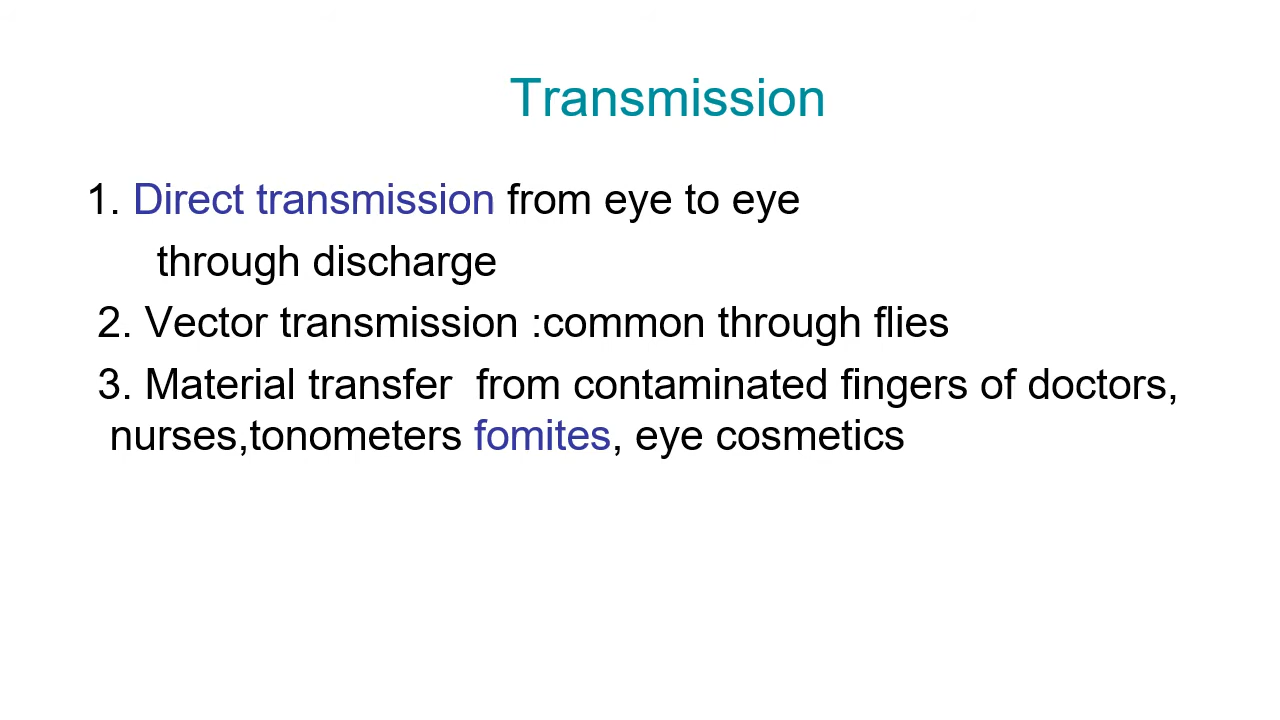 Transmission
1. Direct transmission from eye to eye
through discharge
2. Vector transmission :common through flies
3. Material transfer  from contaminated fingers of doctors,
nurses,tonometers fomites, eye cosmetics